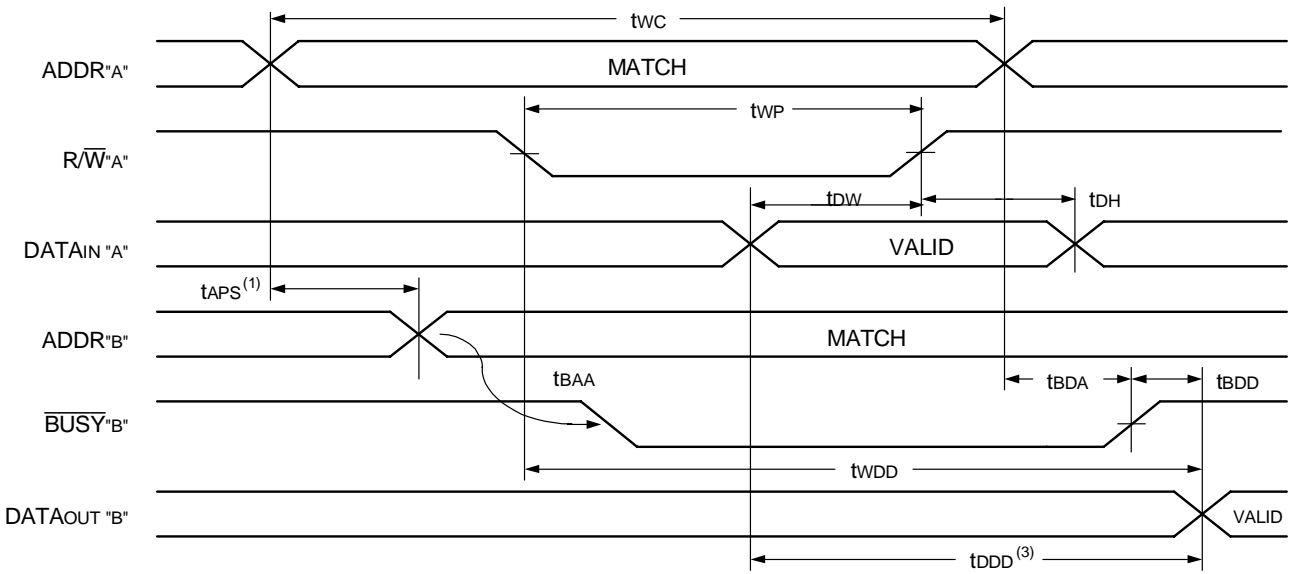 tWC
ADDR"A"
MATCH
tWP
R/W̅"A"
tDW
tDH
DATAIN "A"
VALID
tAPS(1)
ADDR"B"
MATCH
tBAA
tBDA
tBDD
B̅U̅S̅Y̅"B"
tWDD
DATAOUT "B"
VALID
tDDD(3)